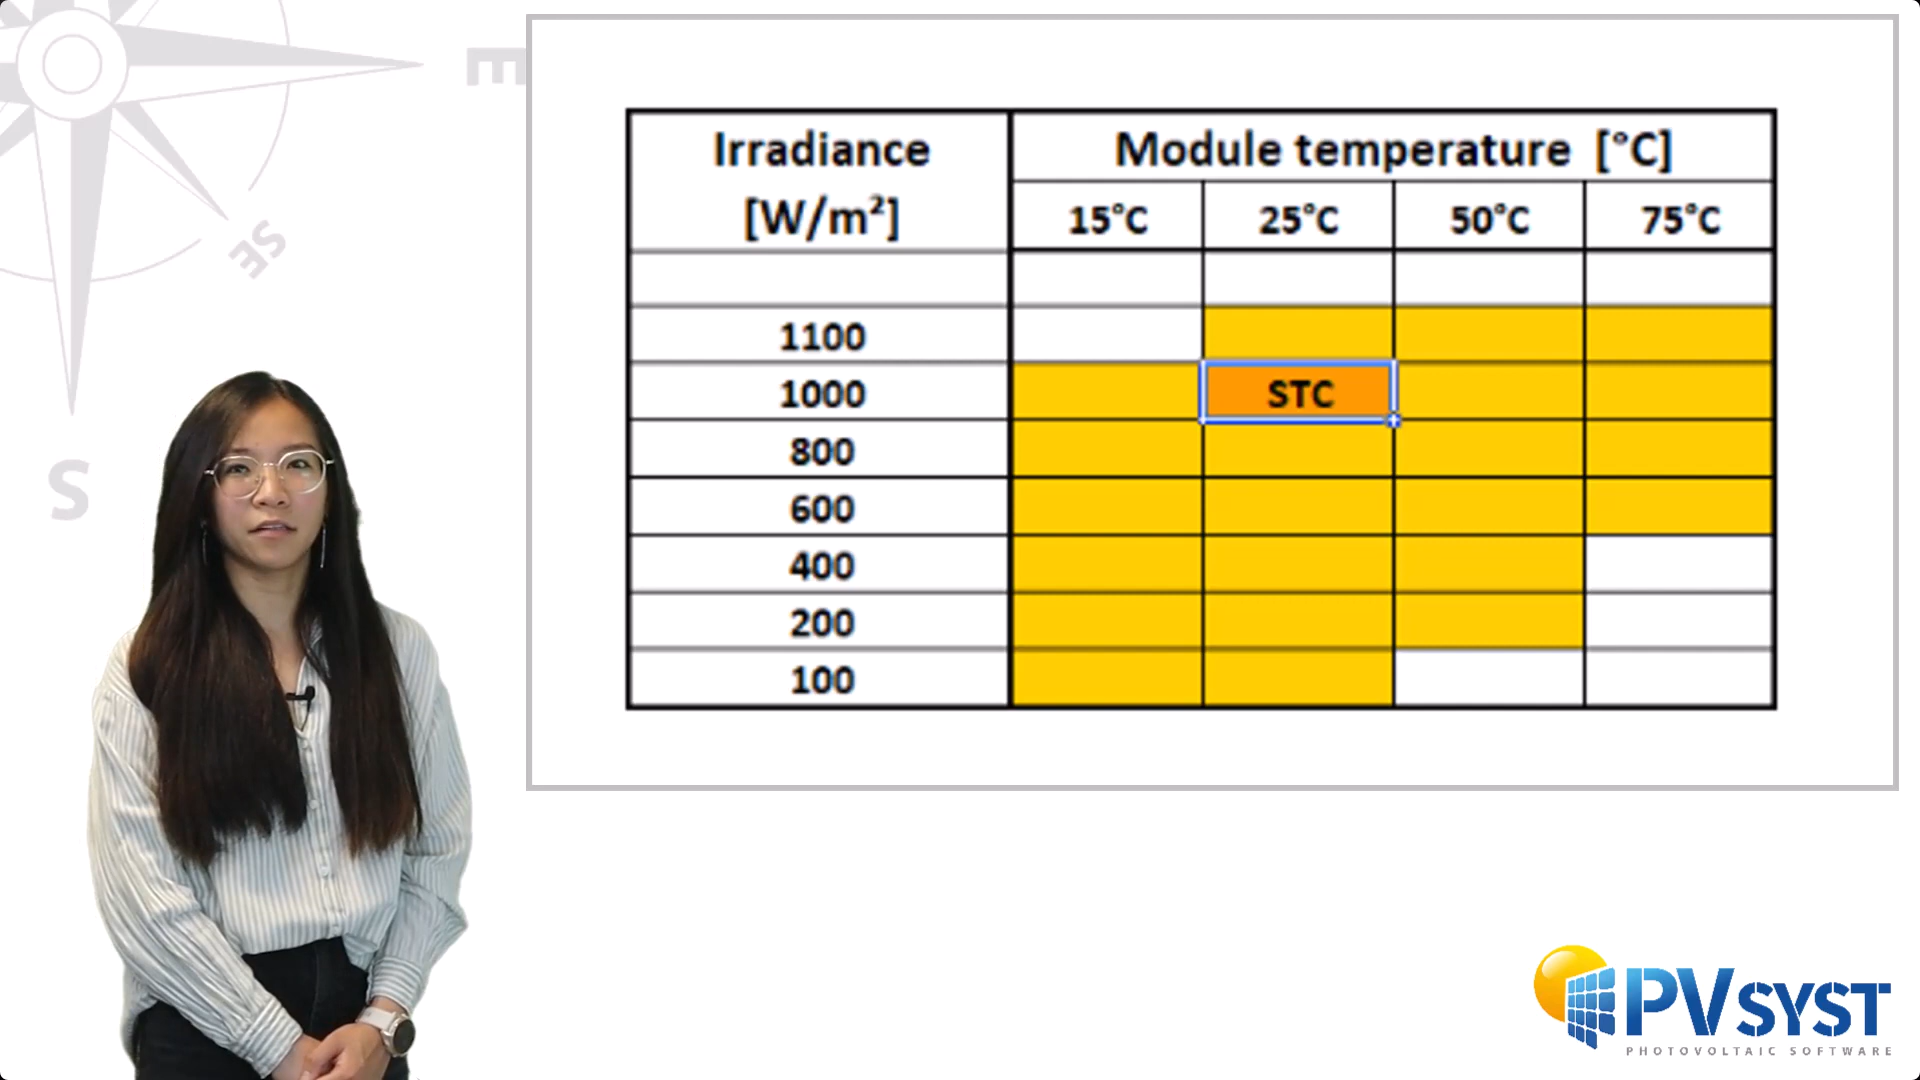 E
SE
S
Irradiance
[W/m²]
Module temperature [°C]
15°C 25°C 50°C 75°C
1100
1000 STC
800
600
400
200
100
PVSYST
PHOTOVOLTAIC SOFTWARE